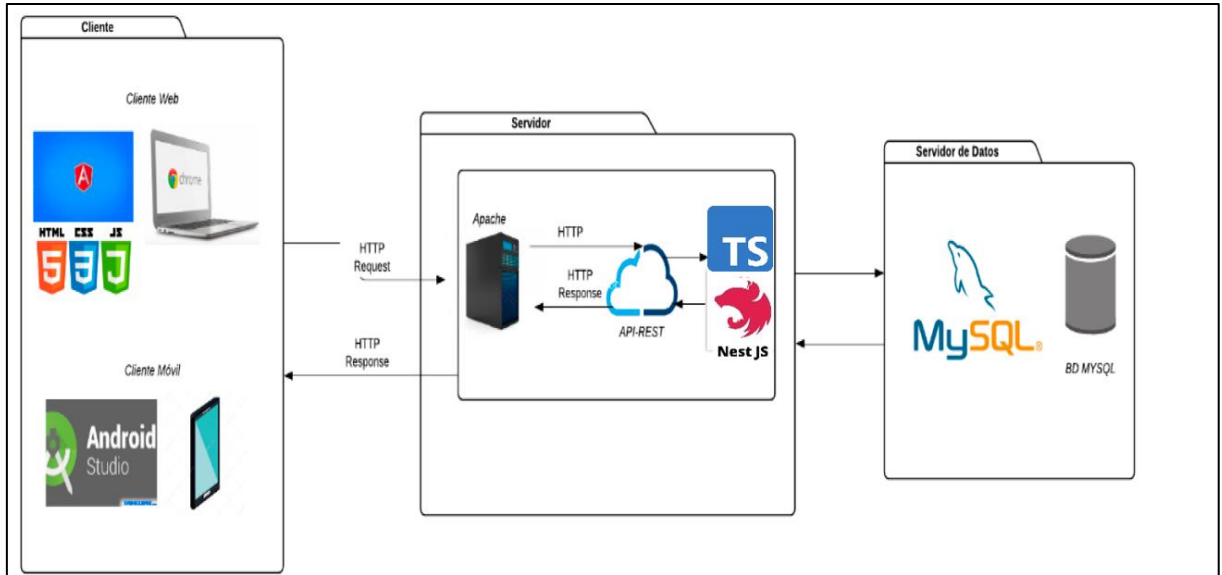 Cliente
Cliente Web
chrome
HTML CSS JS
Cliente Móvil
Android
Studio
HTTP
Request
HTTP
Response
Servidor
Apache
HTTP
HTTP
Response
API-REST
TS
Nest JS
Servidor de Datos
MySQL
BD MYSQL